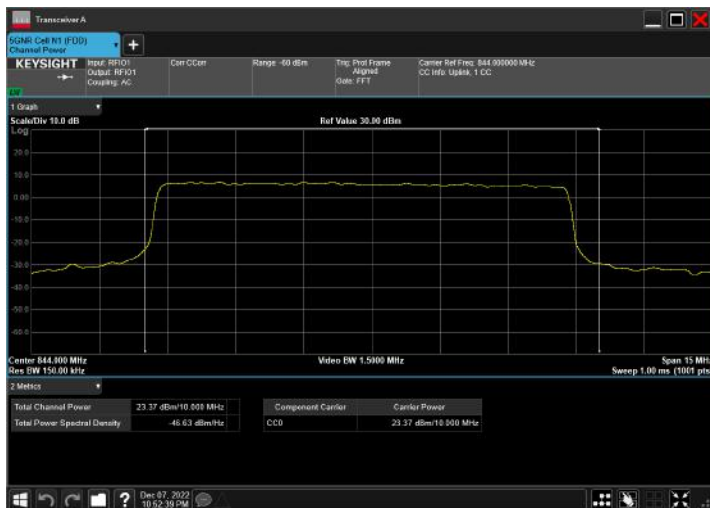 Transceiver A
5GNR Cell N1 (FDD)
Channel Power
KEYSIGHT
Input: RFIO1
Output: RFIO1
Coupling: AC
Corr CCorr
Range: -60 dBm
Trig: Prot Frame
Aligned
Gate: FFT
Carrier Ref Freq: 844.000000 MHz
CC Info: Uplink, 1 CC
1 Graph
Scale/Div 10.0 dB
Ref Value 30.00 dBm
Log
20.0
10.0
0.00
-10.0
-20.0
-30.0
-40.0
-50.0
-60.0
Center 844.000 MHz
Video BW 1.5000 MHz
Span 15 MHz
Res BW 150.00 kHz
Sweep 1.00 ms (1001 pts
2 Metrics
Total Channel Power 23.37 dBm/10.000 MHz
Total Power Spectral Density -46.63 dBm/Hz
Component Carrier Carrier Power
CC0 23.37 dBm/10.000 MHz
Dec 07, 2022
10:52:39 PM